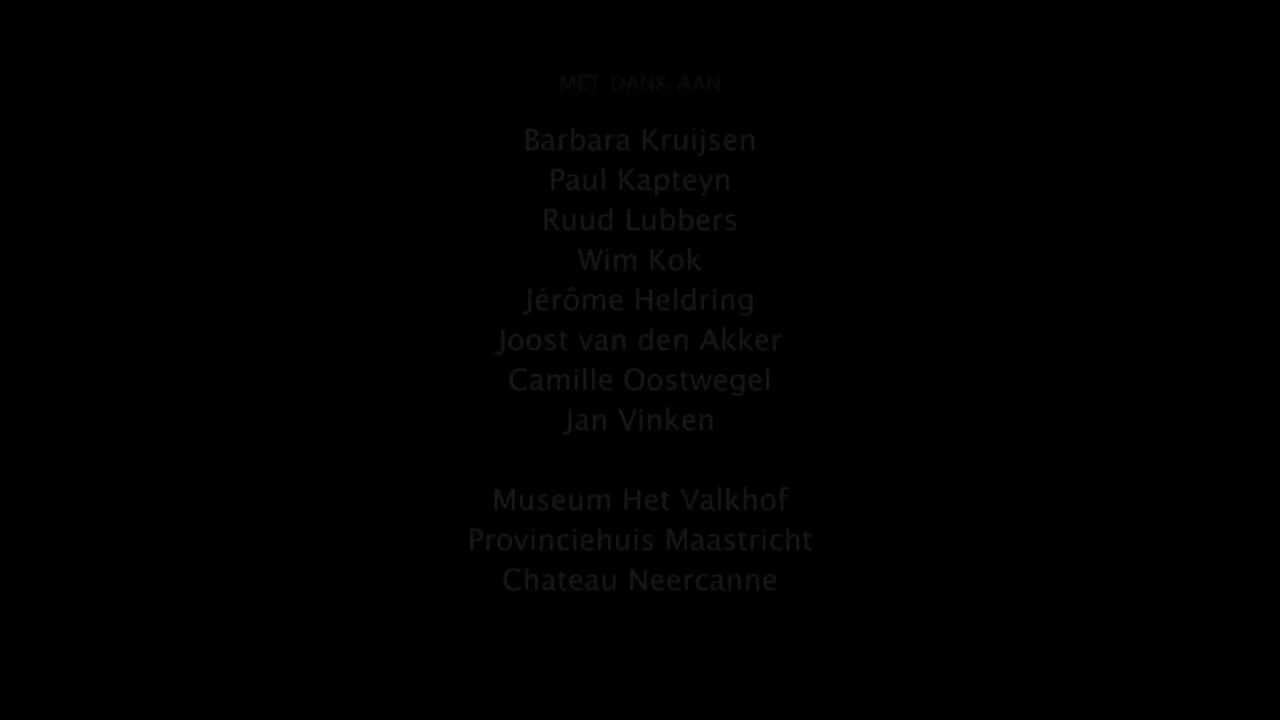 MET DANK AAN
Barbara Kruijsen
Paul Kapteyn
Ruud Lubbers
Wim Kok
Jérôme Heldring
Joost van den Akker
Camille Oostwegel
Jan Vinken
Museum Het Valkhof
Provinciehuis Maastricht
Chateau Neercanne